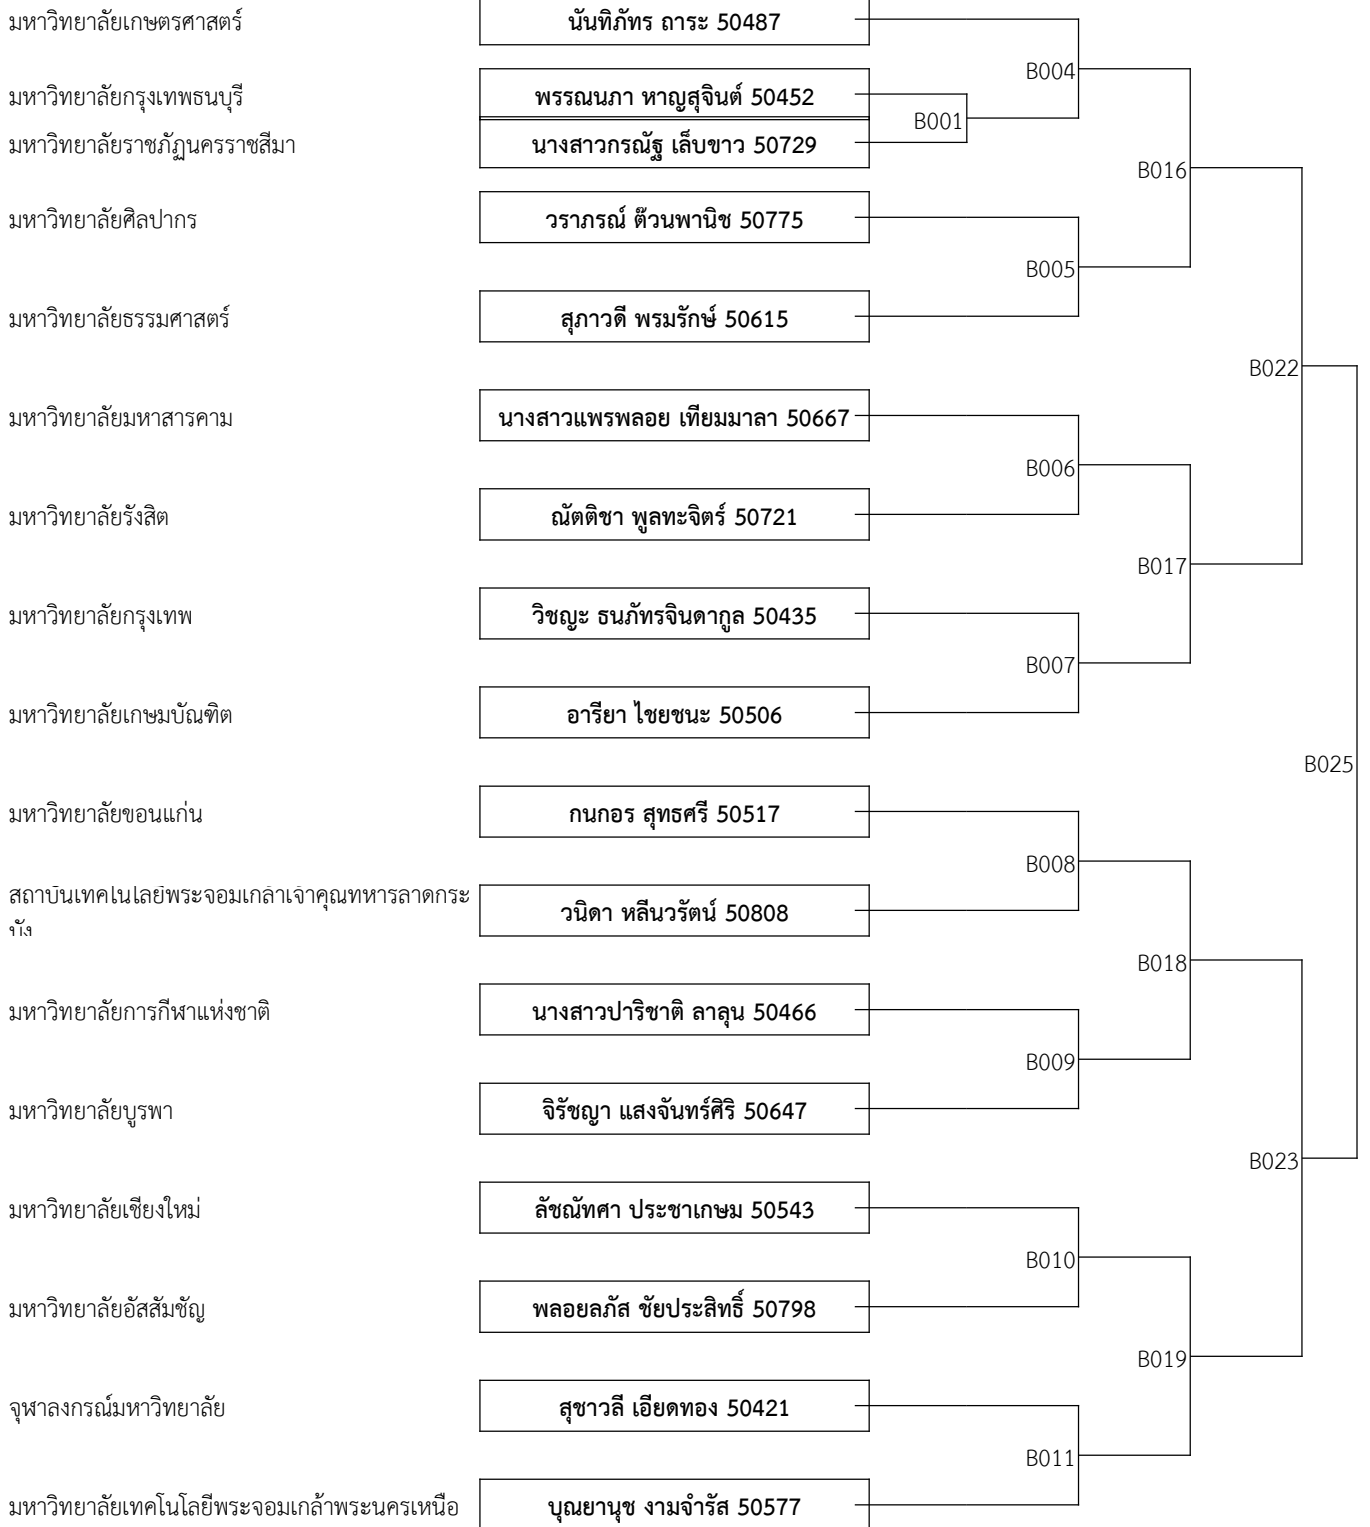 มหาวิทยาลัยเกษตรศาสตร์ นันทิภัทร ถาระ 50487
B004
มหาวิทยาลัยกรุงเทพธนบุรี พรรณนภา หาญสุจินต์ 50452
B001
มหาวิทยาลัยราชภัฏนครราชสีมา นางสาวกรณัฐ เล็บขาว 50729
B016
มหาวิทยาลัยศิลปากร วราภรณ์ ต๊วนพานิช 50775
B005
มหาวิทยาลัยธรรมศาสตร์ สุภาวดี พรมรักษ์ 50615
B022
มหาวิทยาลัยมหาสารคาม นางสาวแพรพลอย เทียมมาลา 50667
B006
มหาวิทยาลัยรังสิต ณัตติชา พูลทะจิตร์ 50721
B017
มหาวิทยาลัยกรุงเทพ วิชญะ ธนภัทรจินดากูล 50435
B007
มหาวิทยาลัยเกษมบัณฑิต อารียา ไชยชนะ 50506
B025
มหาวิทยาลัยขอนแก่น กนกอร สุทธศรี 50517
B008
สถาบันเทคโนโลยีพระจอมเกล้าเจ้าคุณทหารลาดกระ
บัง วนิดา หลีนวรัตน์ 50808
B018
มหาวิทยาลัยการกีฬาแห่งชาติ นางสาวปาริชาติ ลาลุน 50466
B009
มหาวิทยาลัยบูรพา จิรัชญา แสงจันทร์ศิริ 50647
B023
มหาวิทยาลัยเชียงใหม่ ลัชณัทศา ประชาเกษม 50543
B010
มหาวิทยาลัยอัสสัมชัญ พลอยลภัส ชัยประสิทธิ์ 50798
B019
จุฬาลงกรณ์มหาวิทยาลัย สุชาวลี เอียดทอง 50421
B011
มหาวิทยาลัยเทคโนโลยีพระจอมเกล้าพระนครเหนือ บุณยานุช งามจำรัส 50577